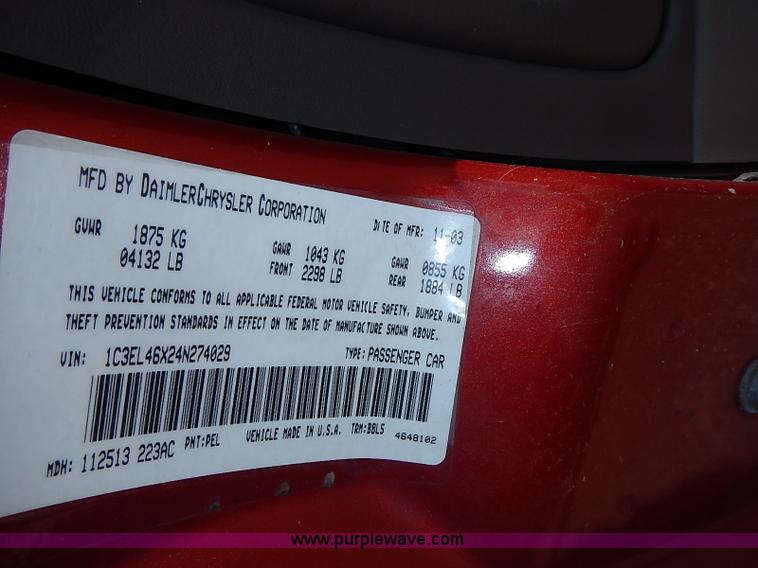 MFD BY DAIMLERCHRYSLER CORPORATION
DATE OF MFR: 11-03
GVWR 1875 KG
04132 LB
GAWR FRONT 1043 KG
2298 LB
GAWR REAR 0855 KG
1884 LB
THIS VEHICLE CONFORMS TO ALL APPLICABLE FEDERAL MOTOR VEHICLE SAFETY, BUMPER AND
THEFT PREVENTION STANDARDS IN EFFECT ON THE DATE OF MANUFACTURE SHOWN ABOVE.
VIN: 1C3EL46X24N274029 TYPE: PASSENGER CAR
MDH: 112513 223AC PNT:PEL VEHICLE MADE IN U.S.A. TRM:BBL5 4648102
www.purplewave.com